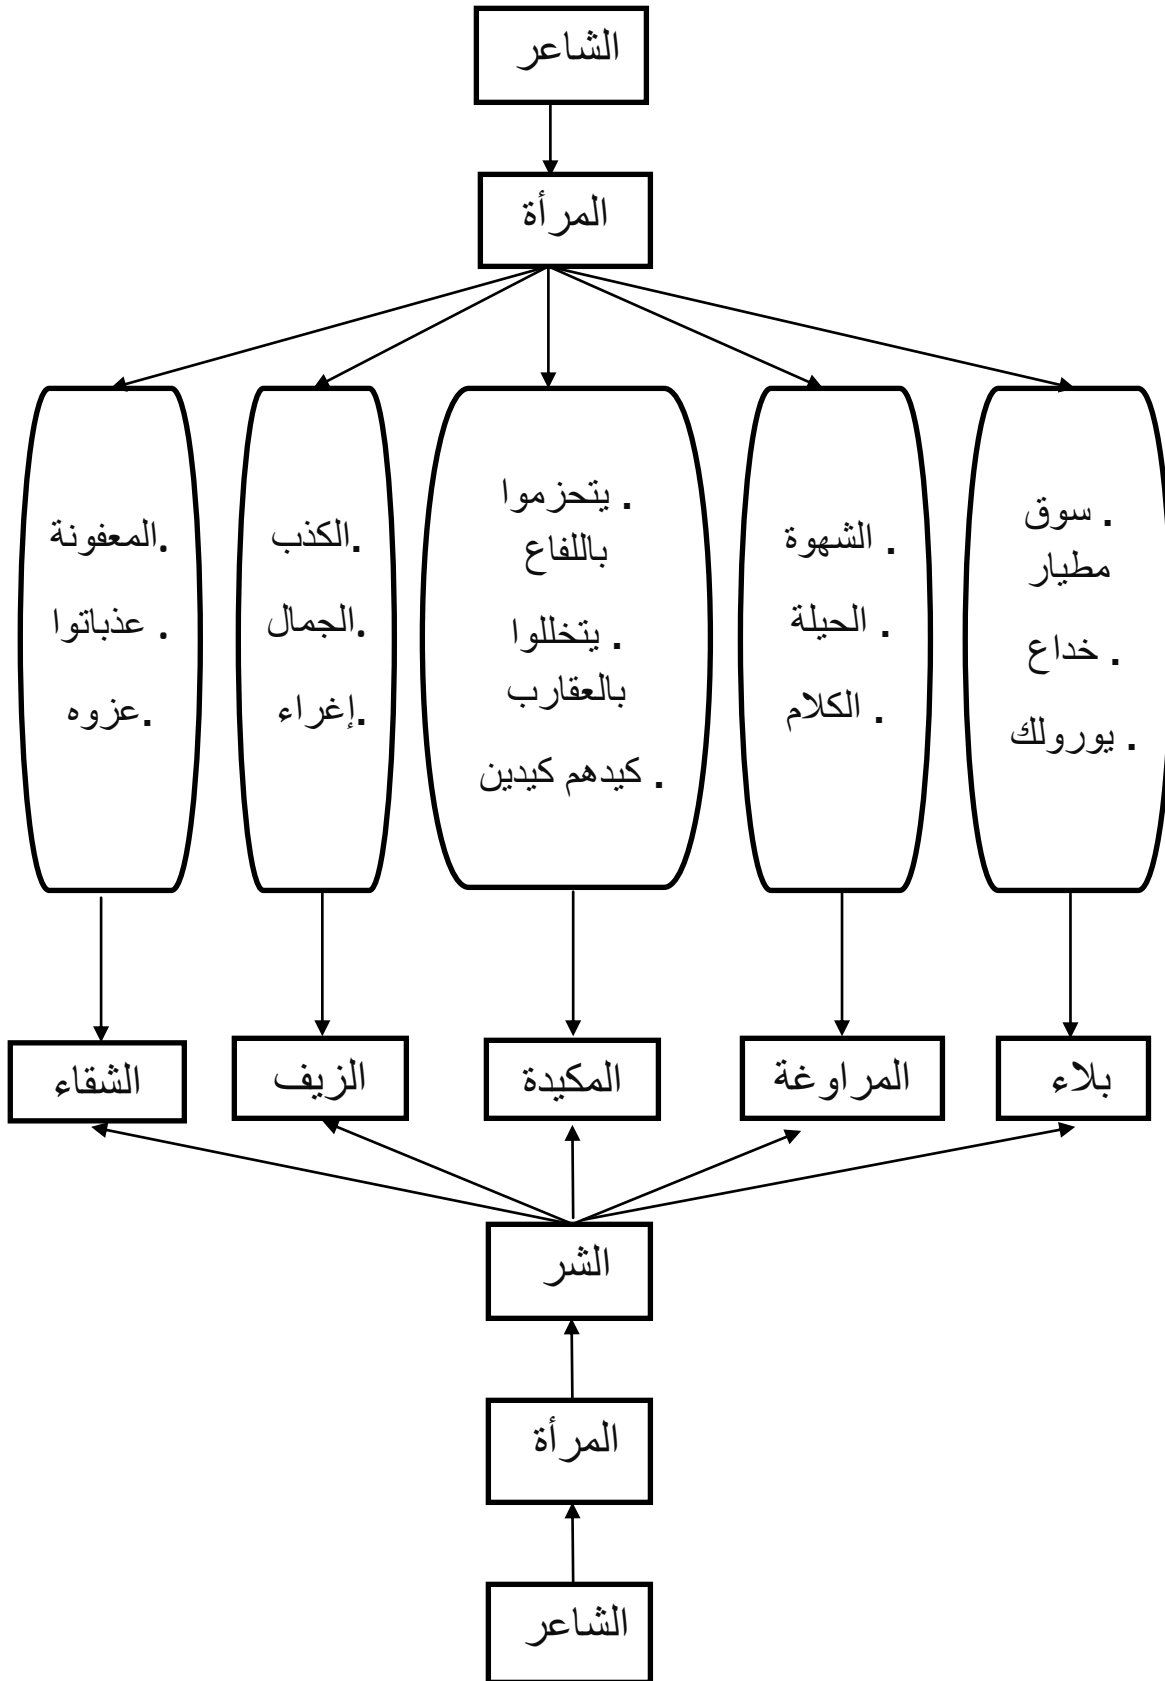 الشاعر
المرأة
. سوق
مطيار
. خداع
. يورولك
. الشهوة
. الحيلة
. الكلام
. يتحزموا
باللفاع
. يتخللوا
بالعقارب
. كيدهم كيدين
.الكذب
.الجمال
.إغراء
.المعفونة
. عذباتوا
.عزوه
بلاء
المراوغة
المكيدة
الزيف
الشقاء
الشر
المرأة
الشاعر